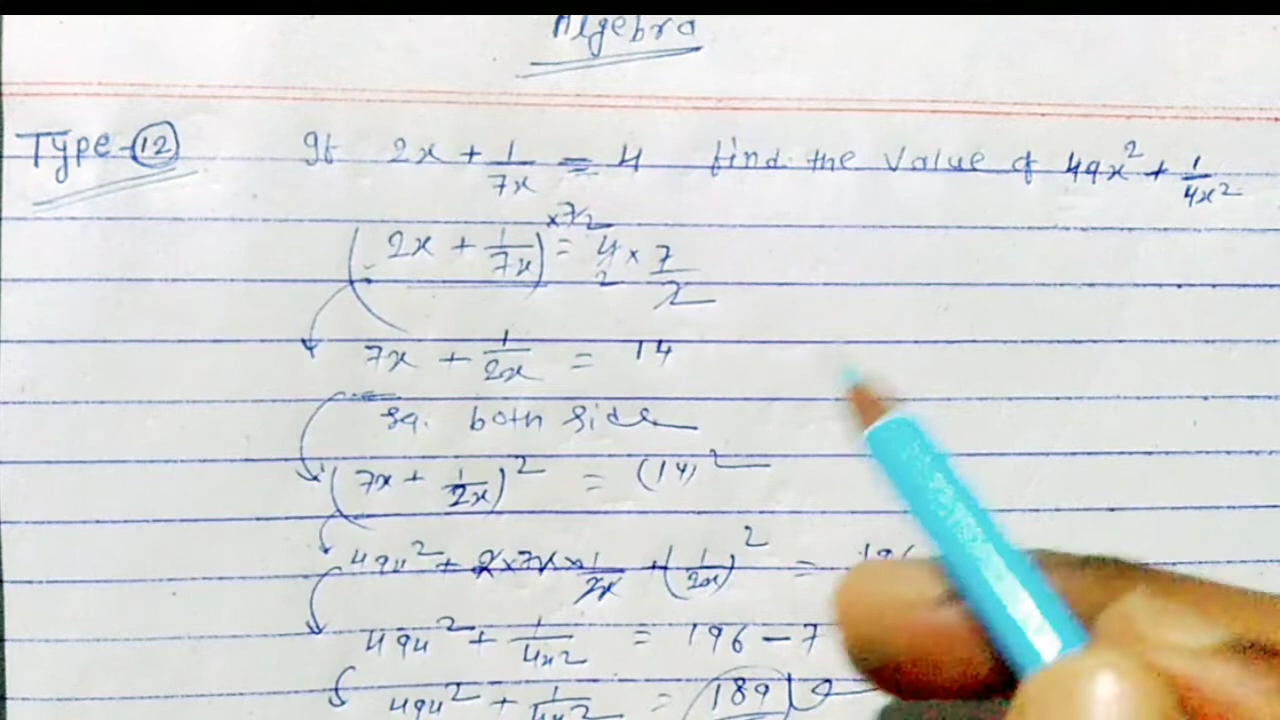 Algebra
Type-12 If 2x + 1/7x = 4 find the value of 49x² + 1/4x²
(2x + 1/7x)×7/2 = 4 2 × 7/2
7x + 1/2x = 14
sq. both side
(7x + 1/2x)² = (14)²
49x² + 2×7x×1/2x + (1/2x)² = 196
49x² + 1/4x² = 196 - 7
49x² + 1/4x² = 189